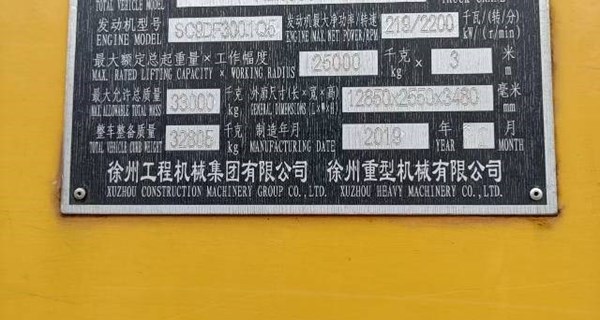 TOTAL VEHICLE MODEL TRUCK CRANE
发动机型号 SC9DF300.1Q5 发动机最大净功率/转速 219/2200 千瓦/(转/分)
ENGINE MODEL ENGINE MAX. NET POWER/RPM kW/(r/min)
最大额定总起重量×工作幅度 25000 千克 × 3 米
MAX. RATED LIFTING CAPACITY × WORKING RADIUS kg m
最大允许总质量 33000 千克 外廓尺寸(长×宽×高) 12850x2550x3480 毫米
MAX ALLOWABLE TOTAL MASS kg GENERAL DIMENSIONS (L×W×H) mm
整车整备质量 32805 千克 制造年月 2019 年 月
TOTAL VEHICLE CURB WEIGHT kg MANUFACTURING DATE YEAR MONTH
徐州工程机械集团有限公司 徐州重型机械有限公司
XUZHOU CONSTRUCTION MACHINERY GROUP CO.,LTD. XUZHOU HEAVY MACHINERY CO.,LTD.